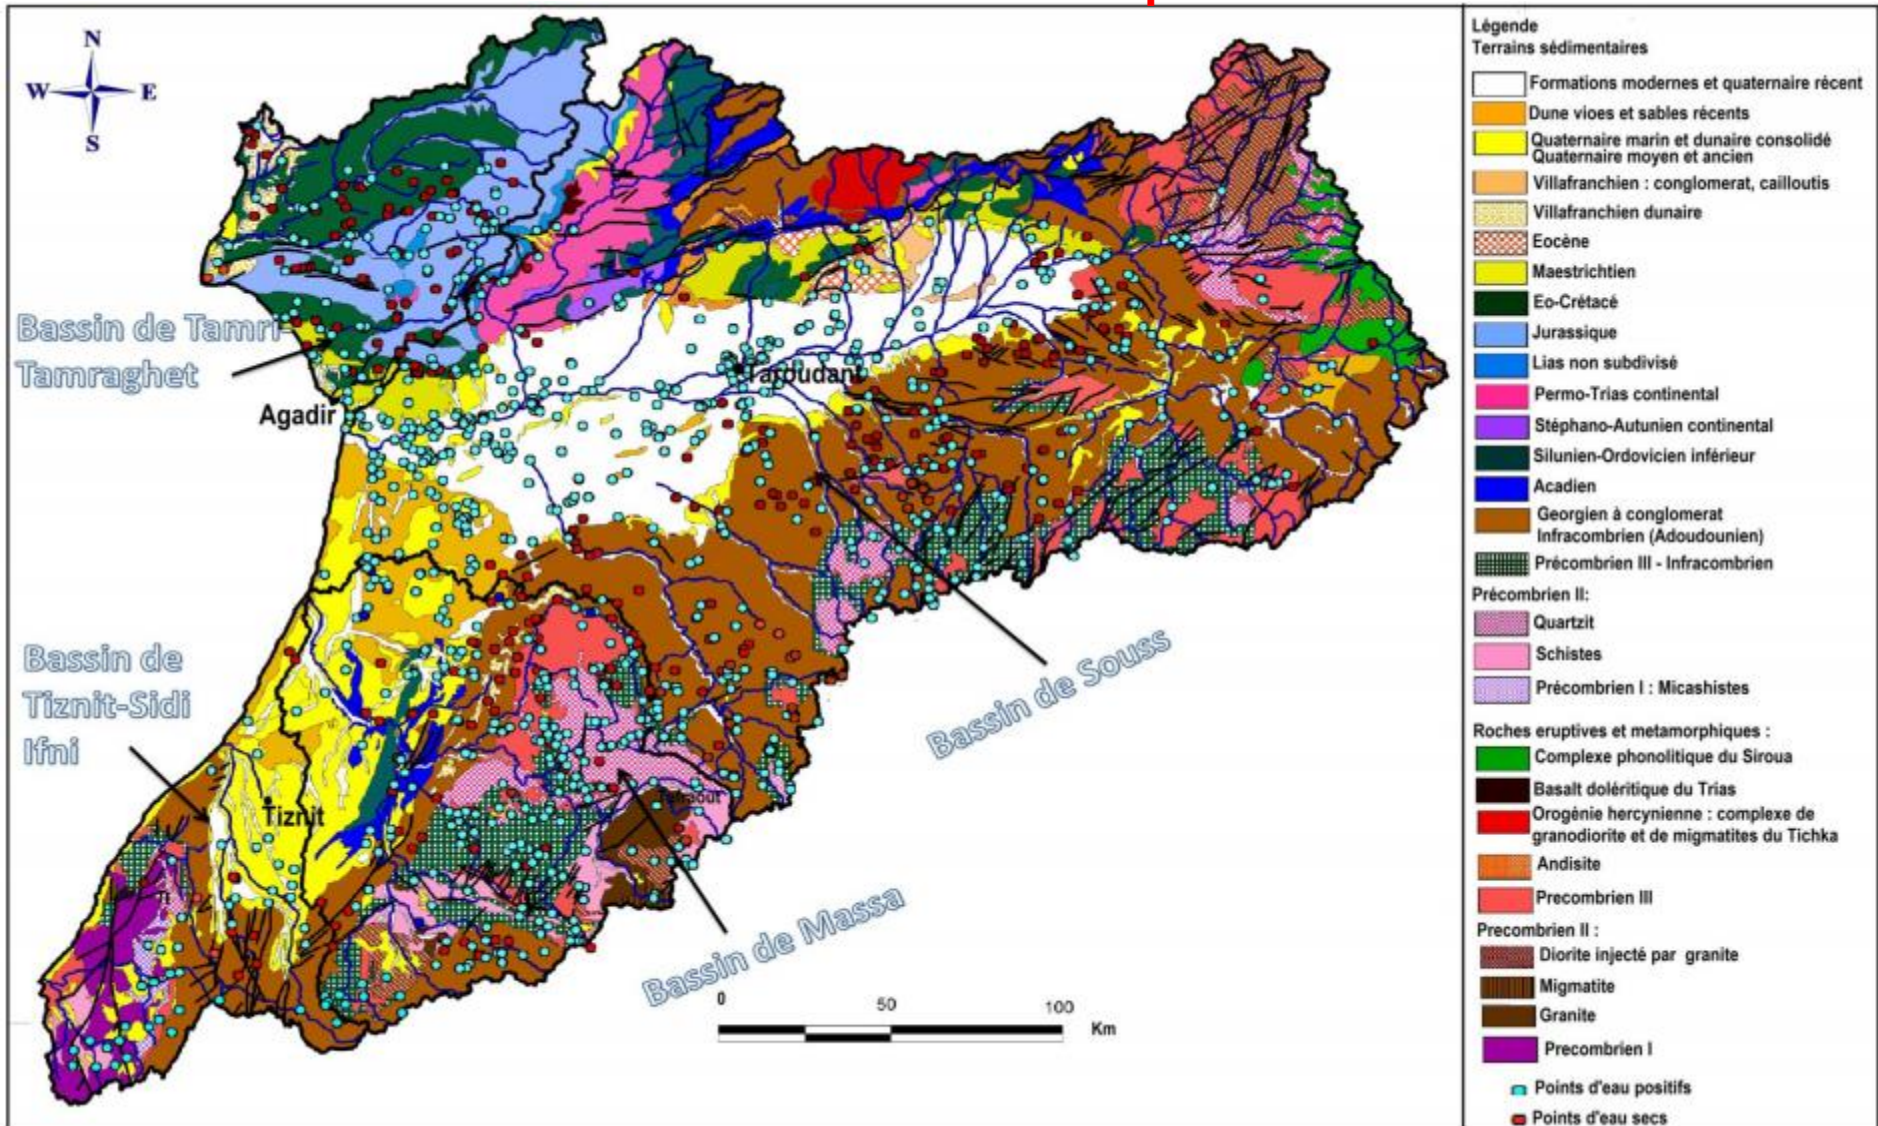 N
W E
S
Bassin de Tamri-
Tamraghet
Agadir
Taroudant
Bassin de
Tiznit-Sidi
Ifni
Tiznit
Bassin de Souss
Bassin de Massa
0 50 100
Km
Légende
Terrains sédimentaires
Formations modernes et quaternaire récent
Dune vioes et sables récents
Quaternaire marin et dunaire consolidé
Quaternaire moyen et ancien
Villafranchien : conglomerat, cailloutis
Villafranchien dunaire
Eocène
Maestrichtien
Eo-Crétacé
Jurassique
Lias non subdivisé
Permo-Trias continental
Stéphano-Autunien continental
Silunien-Ordovicien inférieur
Acadien
Georgien à conglomerat
Infracombrien (Adoudounien)
Précombrien III - Infracombrien
Précombrien II:
Quartzit
Schistes
Précombrien I : Micashistes
Roches eruptives et metamorphiques :
Complexe phonolitique du Siroua
Basalt doléritique du Trias
Orogénie hercynienne : complexe de
granodiorite et de migmatites du Tichka
Andisite
Precombrien III
Precombrien II :
Diorite injecté par granite
Migmatite
Granite
Precombrien I
Points d'eau positifs
Points d'eau secs